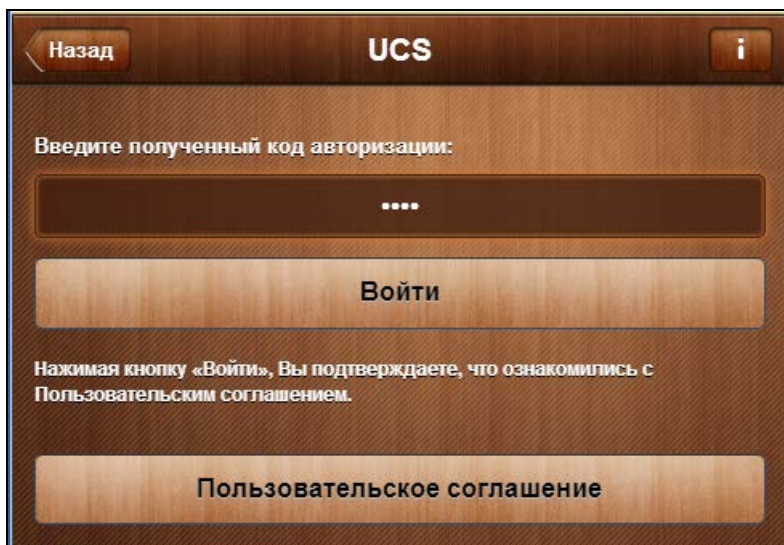 Назад
UCS
i
Введите полученный код авторизации:
••••
Войти
Нажимая кнопку «Войти», Вы подтверждаете, что ознакомились с
Пользовательским соглашением.
Пользовательское соглашение